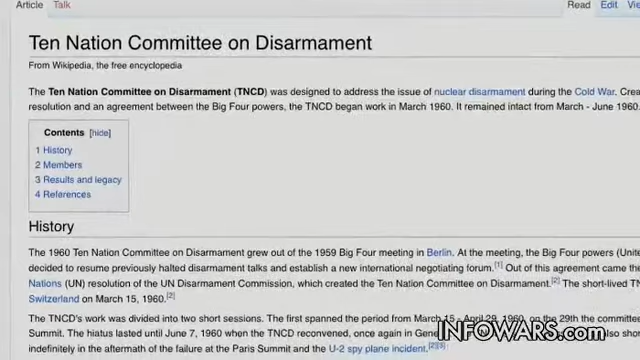 Article Talk Read Edit Vie
Ten Nation Committee on Disarmament
From Wikipedia, the free encyclopedia
The Ten Nation Committee on Disarmament (TNCD) was designed to address the issue of nuclear disarmament during the Cold War. Crea
resolution and an agreement between the Big Four powers, the TNCD began work in March 1960. It remained intact from March - June 1960.
Contents [hide]
1 History
2 Members
3 Results and legacy
4 References
History
The 1960 Ten Nation Committee on Disarmament grew out of the 1959 Big Four meeting in Berlin. At the meeting, the Big Four powers (Unite
decided to resume previously halted disarmament talks and establish a new international negotiating forum.[1] Out of this agreement came the
Nations (UN) resolution of the UN Disarmament Commission, which created the Ten Nation Committee on Disarmament.[2] The short-lived TN
Switzerland on March 15, 1960.[2]
The TNCD's work was divided into two short sessions. The first spanned the period from March 15 - April 29, 1960, on the 29th the committee
Summit. The hiatus lasted until June 7, 1960 when the TNCD reconvened, once again in Gene also shor
indefinitely in the aftermath of the failure at the Paris Summit and the U-2 spy plane incident.[2][3]
INFOWARS.com